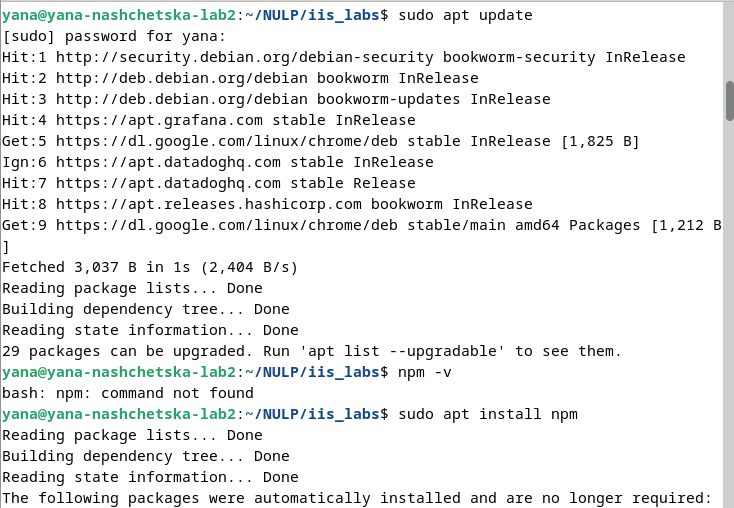 yana@yana-nashchetska-lab2:~/NULP/iis_labs$ sudo apt update
[sudo] password for yana:
Hit:1 http://security.debian.org/debian-security bookworm-security InRelease
Hit:2 http://deb.debian.org/debian bookworm InRelease
Hit:3 http://deb.debian.org/debian bookworm-updates InRelease
Hit:4 https://apt.grafana.com stable InRelease
Get:5 https://dl.google.com/linux/chrome/deb stable InRelease [1,825 B]
Ign:6 https://apt.datadoghq.com stable InRelease
Hit:7 https://apt.datadoghq.com stable Release
Hit:8 https://apt.releases.hashicorp.com bookworm InRelease
Get:9 https://dl.google.com/linux/chrome/deb stable/main amd64 Packages [1,212 B
]
Fetched 3,037 B in 1s (2,404 B/s)
Reading package lists... Done
Building dependency tree... Done
Reading state information... Done
29 packages can be upgraded. Run 'apt list --upgradable' to see them.
yana@yana-nashchetska-lab2:~/NULP/iis_labs$ npm -v
bash: npm: command not found
yana@yana-nashchetska-lab2:~/NULP/iis_labs$ sudo apt install npm
Reading package lists... Done
Building dependency tree... Done
Reading state information... Done
The following packages were automatically installed and are no longer required: